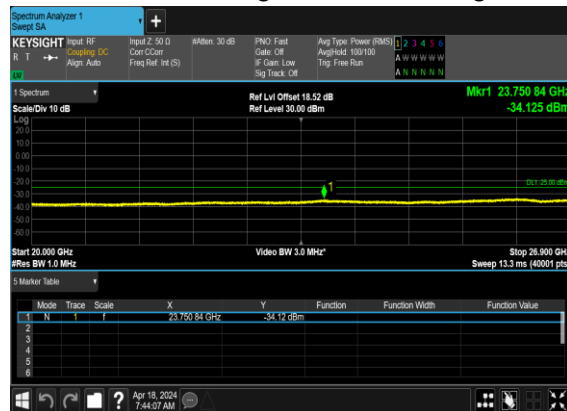 Spectrum Analyzer 1
Swept SA
KEYSIGHT Input: RF Input Z: 50 Ω #Atten: 30 dB PNO: Fast Avg Type: Power (RMS) 1 2 3 4 5 6
R T Coupling: DC Corr CCorr Gate: Off Avg|Hold: 100/100 A W W W W W
Align: Auto Freq Ref: Int (S) IF Gain: Low Trig: Free Run
LXI Sig Track: Off A N N N N N
1 Spectrum Ref Lvl Offset 18.52 dB Mkr1 23.750 84 GHz
Scale/Div 10 dB Ref Level 30.00 dBm -34.125 dBm
Log
20.0
10.0
0.00
-10.0
-20.0 1 DL1 -25.00 dBm
-30.0
-40.0
-50.0
-60.0
Start 20.000 GHz Video BW 3.0 MHz* Stop 26.900 GHz
#Res BW 1.0 MHz Sweep 13.3 ms (40001 pts)
5 Marker Table
Mode Trace Scale X Y Function Function Width Function Value
1 N 1 f 23.750 84 GHz -34.12 dBm
2
3
4
5
6
? Apr 18, 2024
7:44:07 AM